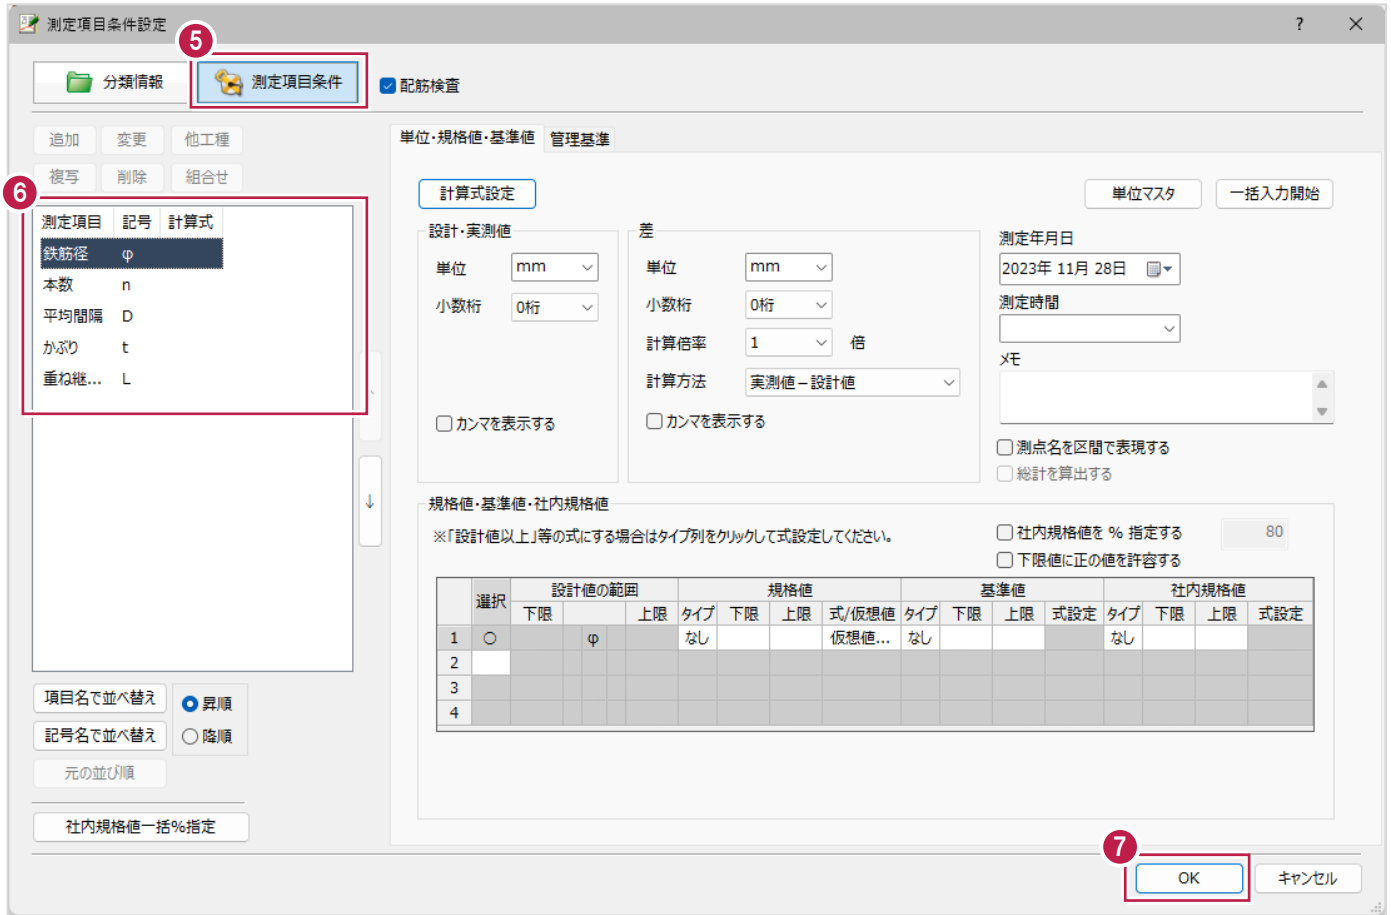 測定項目条件設定
?
5
分類情報
測定項目条件
配筋検査
追加 変更 他工種
複写 削除 組合せ
6
測定項目 記号 計算式
鉄筋径 φ
本数 n
平均間隔 D
かぶり t
重ね継... L
↓
項目名で並べ替え
記号名で並べ替え
昇順
降順
元の並び順
社内規格値一括%指定
単位・規格値・基準値 管理基準
計算式設定
単位マスタ
一括入力開始
設計・実測値
単位 mm
小数桁 0桁
カンマを表示する
差
単位 mm
小数桁 0桁
計算倍率 1 倍
計算方法 実測値－設計値
カンマを表示する
測定年月日
2023年 11月 28日
測定時間
メモ
測点名を区間で表現する
総計を算出する
規格値・基準値・社内規格値
※「設計値以上」等の式にする場合はタイプ列をクリックして式設定してください。
社内規格値を % 指定する 80
下限値に正の値を許容する
選択 設計値の範囲 規格値 基準値 社内規格値
下限 上限 タイプ 下限 上限 式/仮想値 タイプ 下限 上限 式設定 タイプ 下限 上限 式設定
1 ○ φ なし 仮想値... なし なし
2
3
4
7
OK
キャンセル